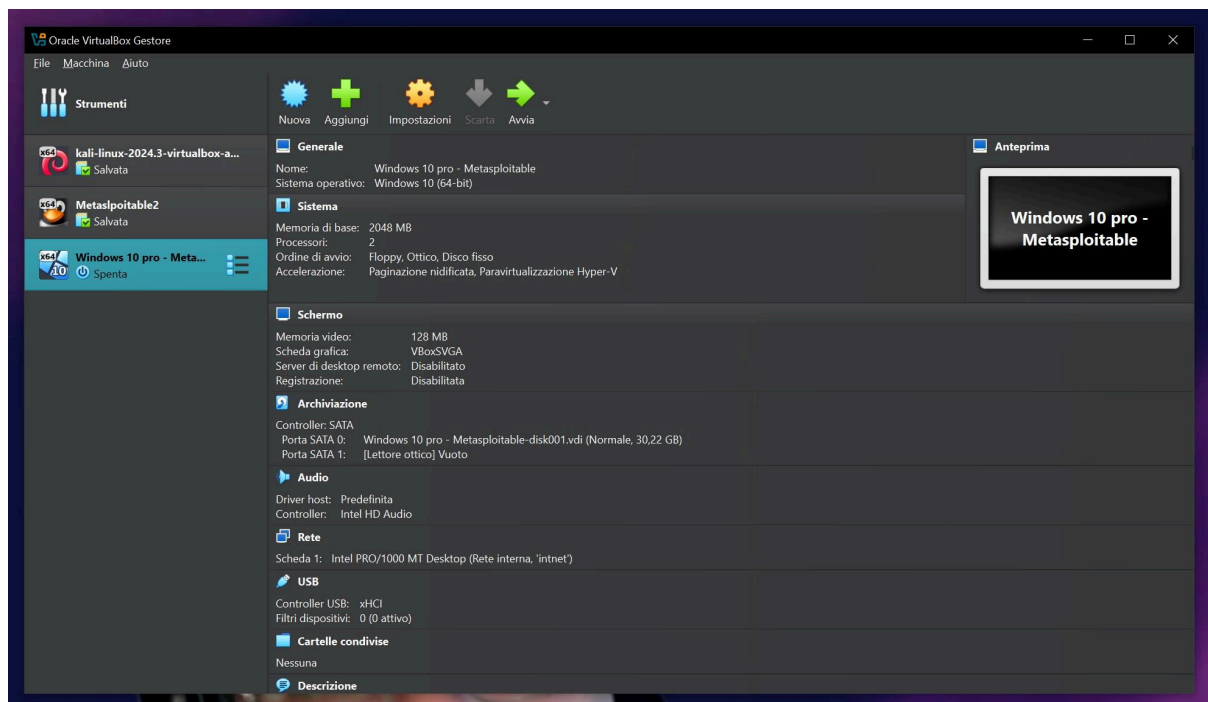 Oracle VirtualBox Gestore
File Macchina Aiuto
Strumenti
Nuova Aggiungi Impostazioni Scarta Avvia
x64 kali-linux-2024.3-virtualbox-a...
Salvata
x64 Metaslpoitable2
Salvata
x64 10 Windows 10 pro - Meta...
Spenta
Generale
Nome: Windows 10 pro - Metasploitable
Sistema operativo: Windows 10 (64-bit)
Sistema
Memoria di base: 2048 MB
Processori: 2
Ordine di avvio: Floppy, Ottico, Disco fisso
Accelerazione: Paginazione nidificata, Paravirtualizzazione Hyper-V
Anteprima
Windows 10 pro -
Metasploitable
Schermo
Memoria video: 128 MB
Scheda grafica: VBoxSVGA
Server di desktop remoto: Disabilitato
Registrazione: Disabilitata
Archiviazione
Controller: SATA
Porta SATA 0: Windows 10 pro - Metasploitable-disk001.vdi (Normale, 30,22 GB)
Porta SATA 1: [Lettore ottico] Vuoto
Audio
Driver host: Predefinita
Controller: Intel HD Audio
Rete
Scheda 1: Intel PRO/1000 MT Desktop (Rete interna, 'intnet')
USB
Controller USB: xHCI
Filtri dispositivi: 0 (0 attivo)
Cartelle condivise
Nessuna
Descrizione